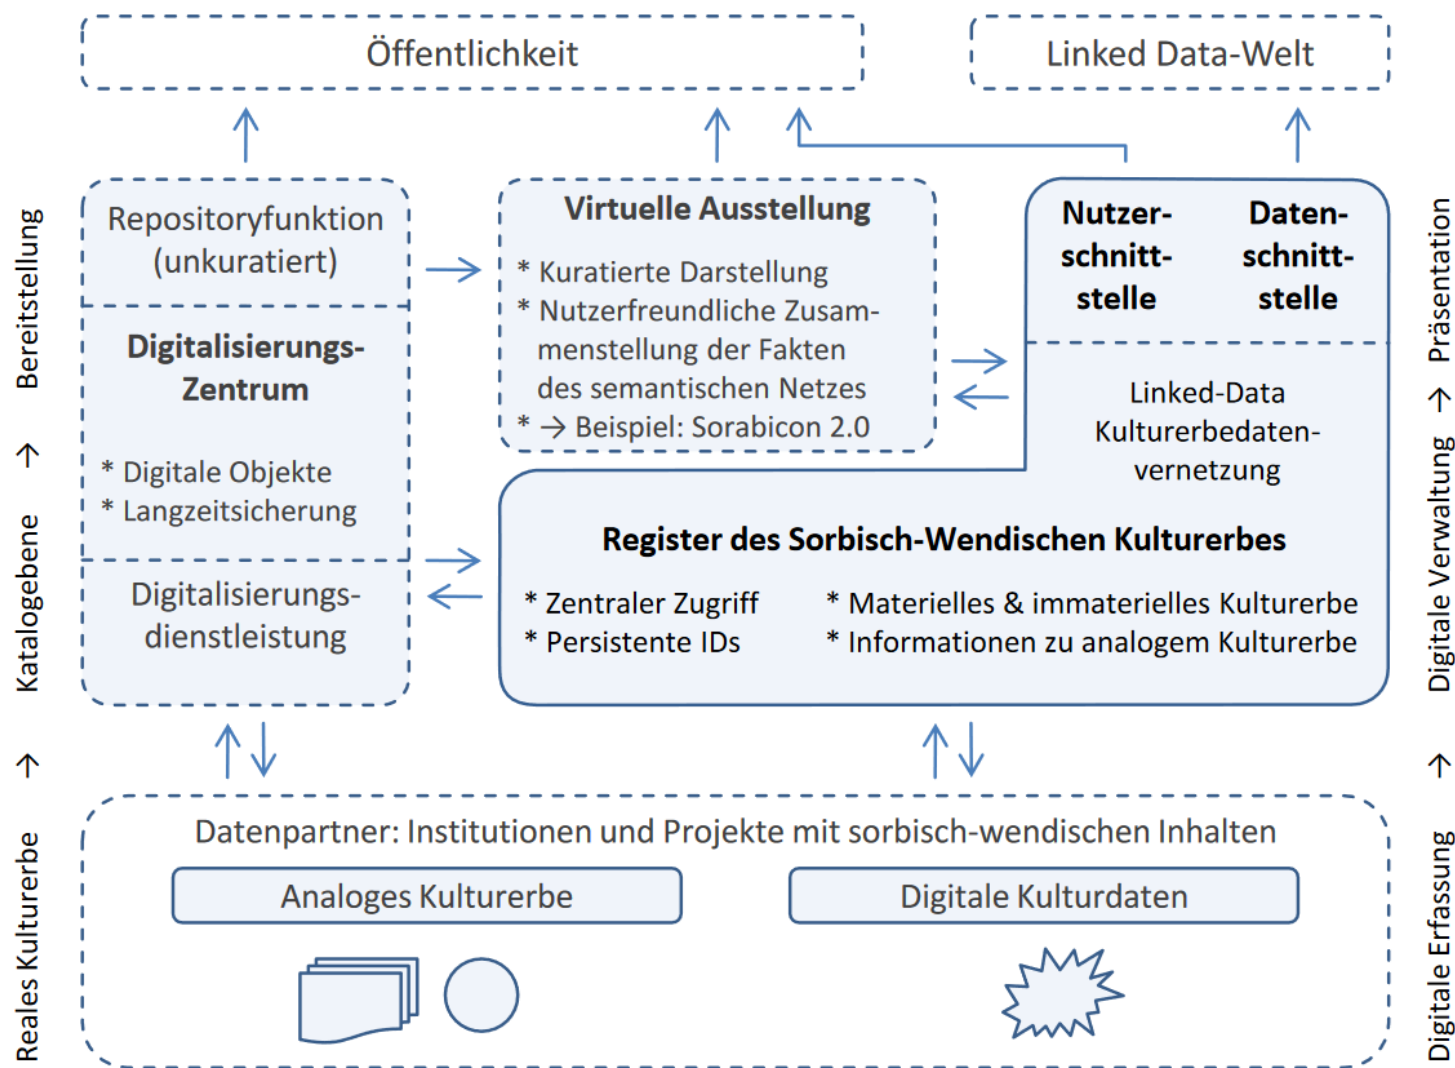 Öffentlichkeit
Linked Data-Welt
Repositoryfunktion
(unkuratiert)
Digitalisierungs-
Zentrum
* Digitale Objekte
* Langzeitsicherung
Digitalisierungs-
dienstleistung
Virtuelle Ausstellung
* Kuratierte Darstellung
* Nutzerfreundliche Zusam-
menstellung der Fakten
des semantischen Netzes
* → Beispiel: Sorabicon 2.0
Nutzer-
schnitt-
stelle
Daten-
schnitt-
stelle
Linked-Data
Kulturerbedaten-
vernetzung
Register des Sorbisch-Wendischen Kulturerbes
* Zentraler Zugriff
* Persistente IDs
* Materielles & immaterielles Kulturerbe
* Informationen zu analogem Kulturerbe
Datenpartner: Institutionen und Projekte mit sorbisch-wendischen Inhalten
Analoges Kulturerbe
Digitale Kulturdaten
Reales Kulturerbe → Katalogebene → Bereitstellung
Digitale Erfassung → Digitale Verwaltung → Präsentation